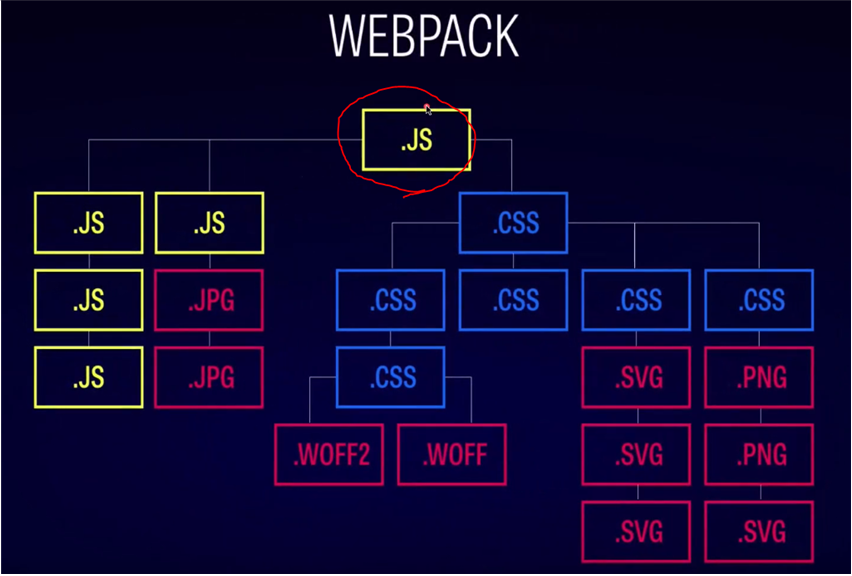 WEBPACK
.JS
.JS .JS .CSS
.JS .JPG .CSS .CSS .CSS .CSS
.JS .JPG .CSS .SVG .PNG
.WOFF2 .WOFF .SVG .PNG
.SVG .SVG